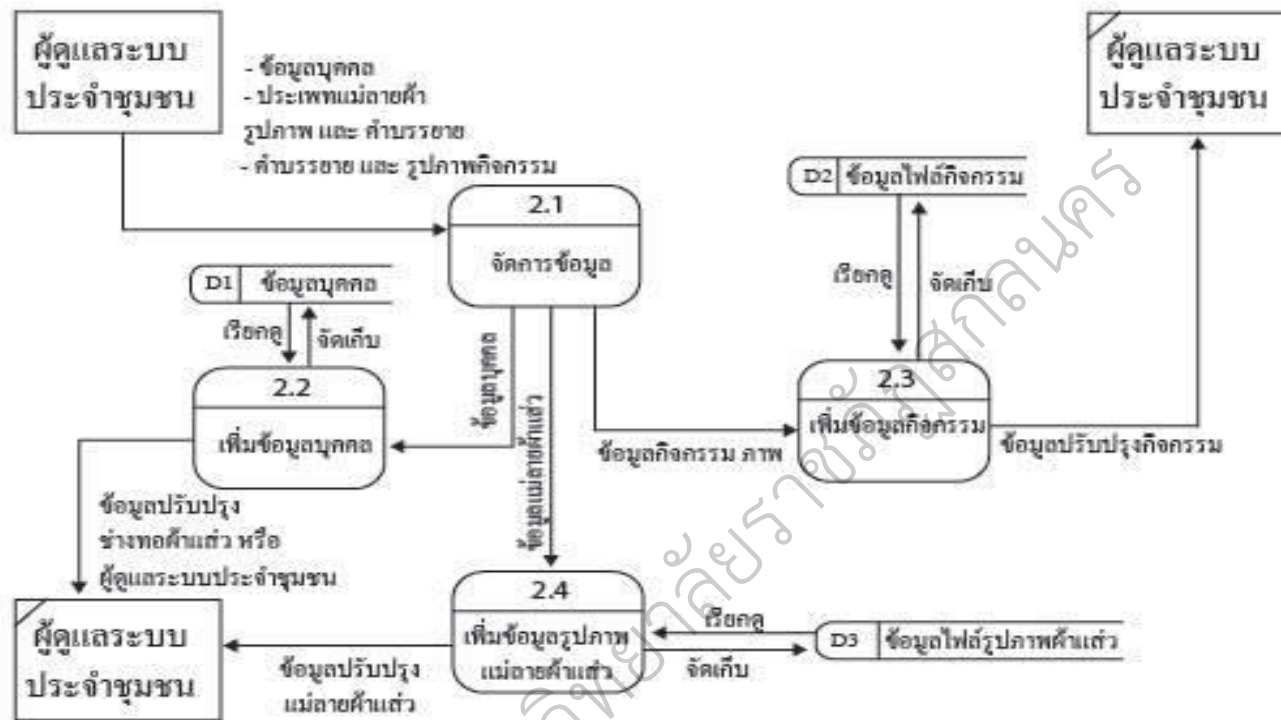 ผู้ดูแลระบบ
ประจำชุมชน
- ข้อมูลบุคคล
- ประเพทแม่ลายผ้า
รูปภาพ และ คำบรรยาย
- คำบรรยาย และ รูปภาพกิจกรรม
ผู้ดูแลระบบ
ประจำชุมชน
D2 ข้อมูลไฟล์กิจกรรม
2.1
จัดการข้อมูล
D1 ข้อมูลบุคคล
เรียกดู
จัดเก็บ
เรียกดู
จัดเก็บ
2.2
เพิ่มข้อมูลบุคคล
ข้อมูลบุคคล
ข้อมูลแม่ลายผ้าแส่ว
2.3
เพิ่มข้อมูลกิจกรรม
ข้อมูลกิจกรรม ภาพ
ข้อมูลปรับปรุงกิจกรรม
ข้อมูลปรับปรุง
ช่างทอผ้าแส่ว หรือ
ผู้ดูแลระบบประจำชุมชน
ผู้ดูแลระบบ
ประจำชุมชน
2.4
เพิ่มข้อมูลรูปภาพ
แม่ลายผ้าแส่ว
ข้อมูลปรับปรุง
แม่ลายผ้าแส่ว
เรียกดู
จัดเก็บ
D3 ข้อมูลไฟล์รูปภาพผ้าแส่ว
วิทยาลัยราชภัฏสกลนคร